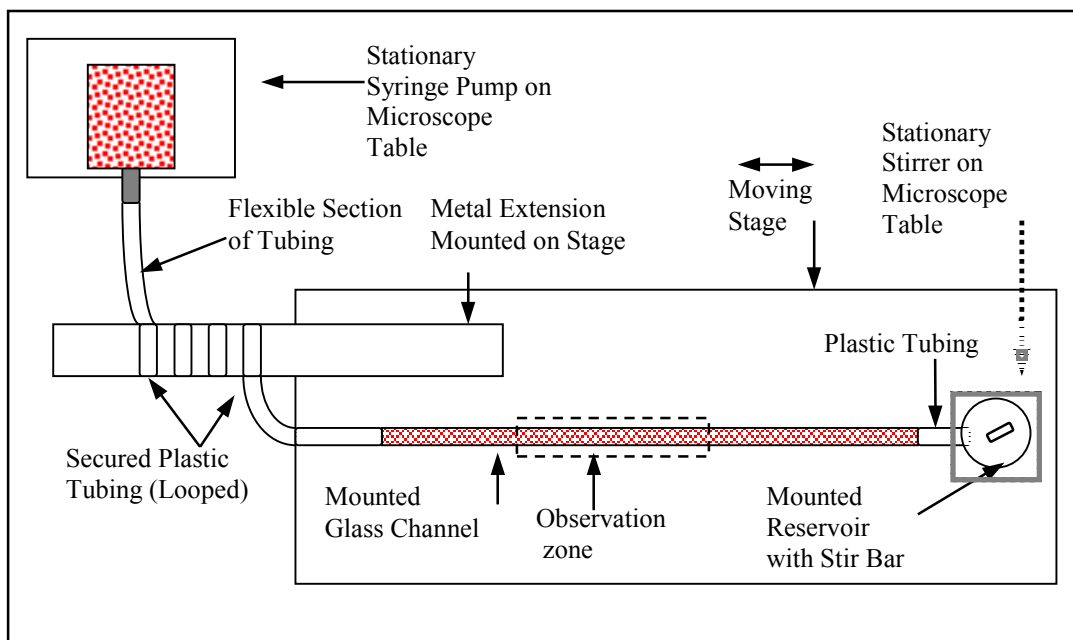 Stationary
Syringe Pump on
Microscope
Table
Stationary
Stirrer on
Microscope
Table
Moving
Stage
Flexible Section
of Tubing
Metal Extension
Mounted on Stage
Plastic Tubing
Secured Plastic
Tubing (Looped)
Mounted
Glass Channel
Observation
zone
Mounted
Reservoir
with Stir Bar